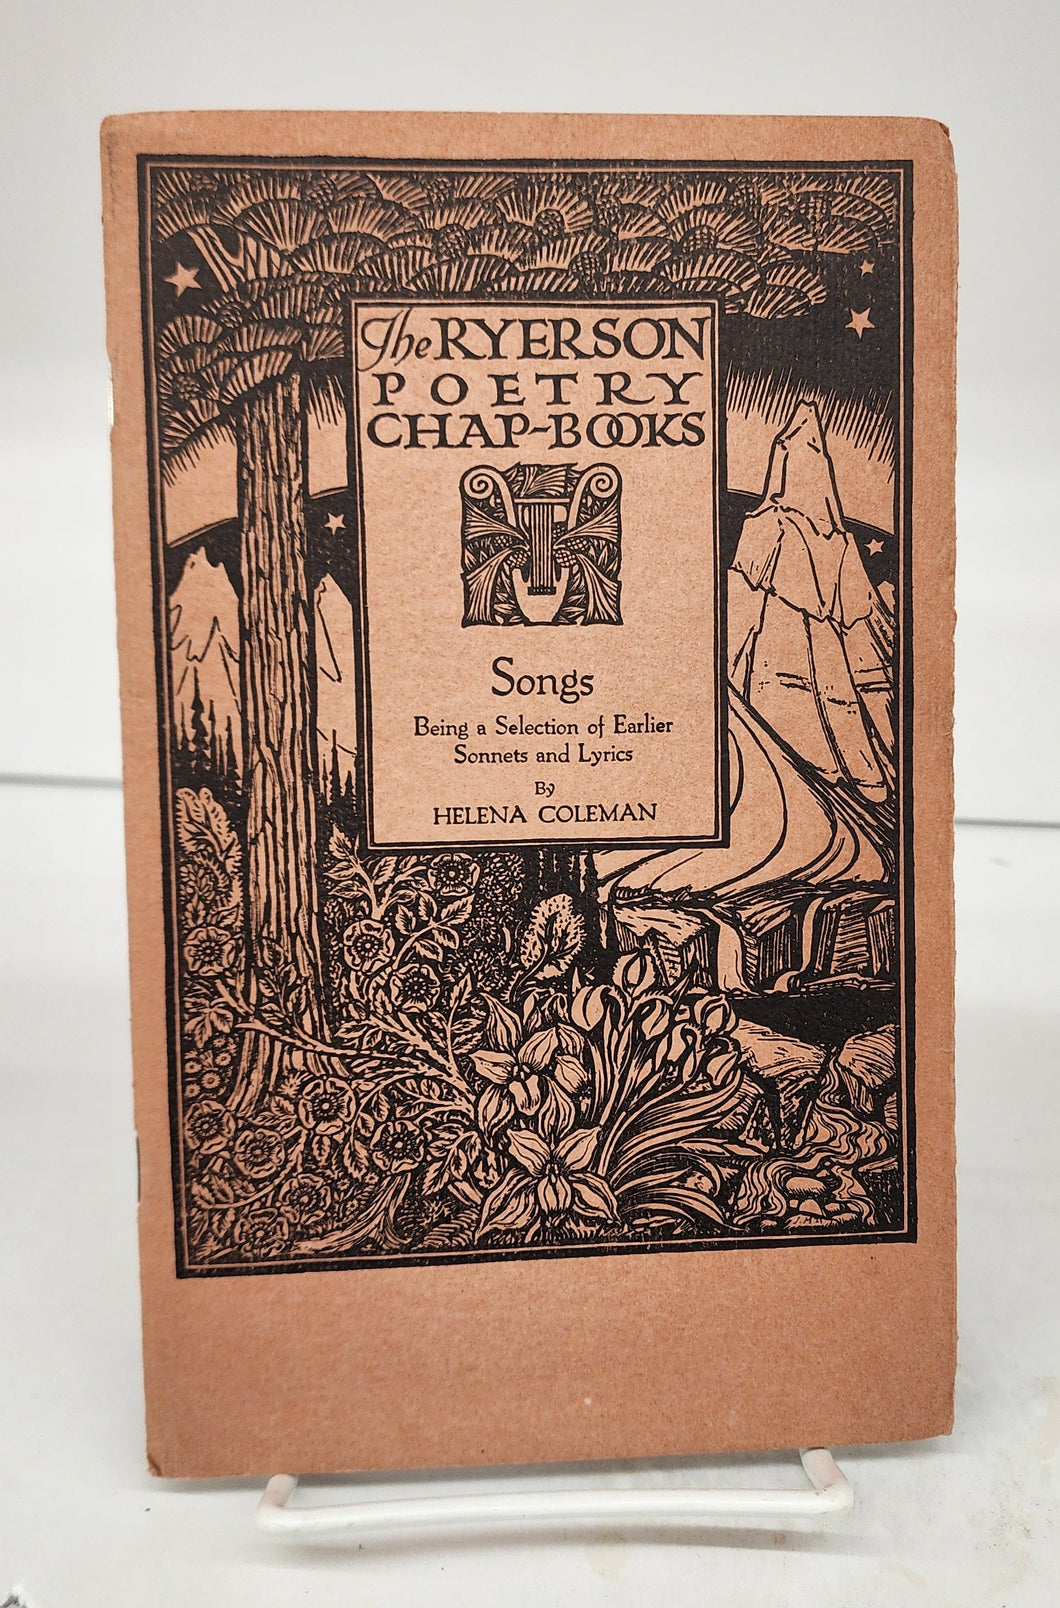 The RYERSON
POETRY
CHAP-BOOKS
Songs
Being a Selection of Earlier
Sonnets and Lyrics
By
HELENA COLEMAN